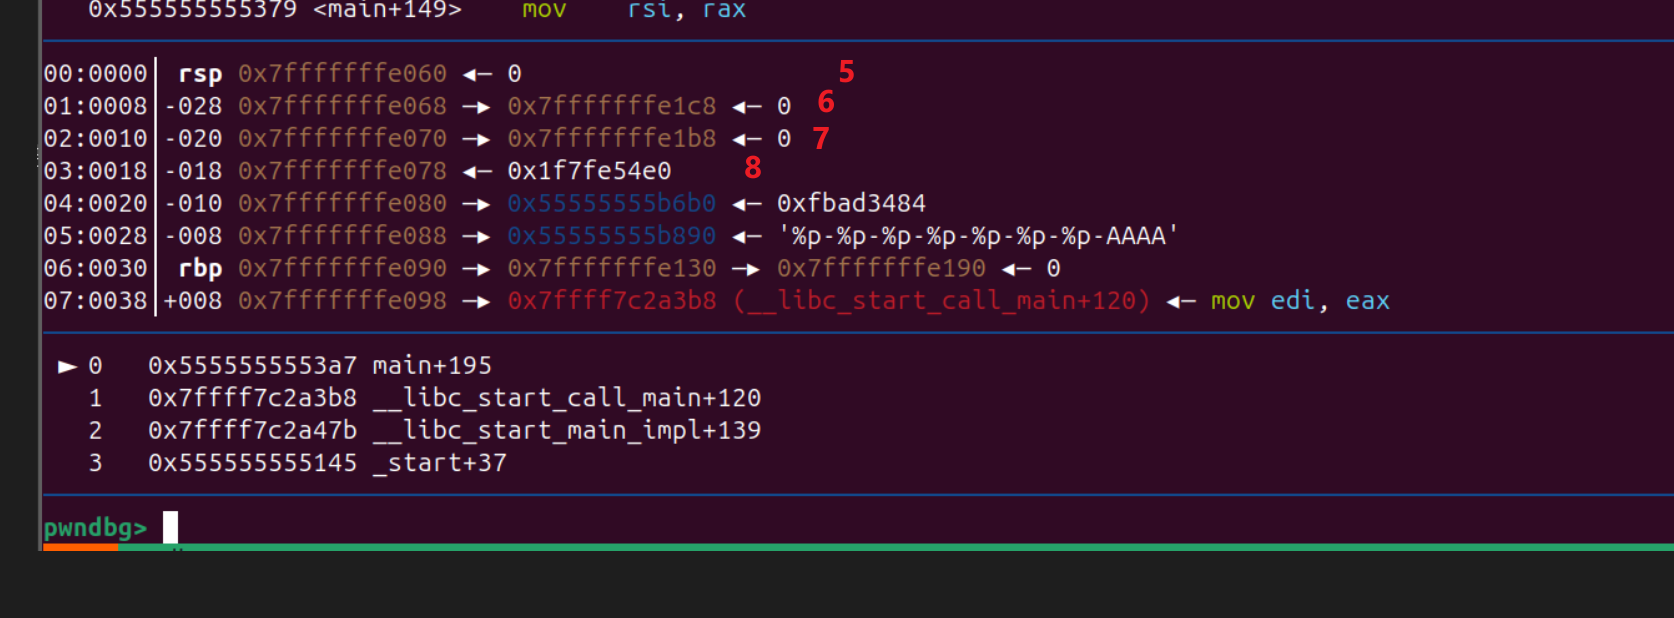 0x555555555379 <main+149>    mov    rsi, rax
00:0000│ rsp 0x7fffffffe060 ◂— 0 5
01:0008│-028 0x7fffffffe068 —▸ 0x7fffffffe1c8 ◂— 0 6
02:0010│-020 0x7fffffffe070 —▸ 0x7fffffffe1b8 ◂— 0 7
03:0018│-018 0x7fffffffe078 ◂— 0x1f7fe54e0 8
04:0020│-010 0x7fffffffe080 —▸ 0x55555555b6b0 ◂— 0xfbad3484
05:0028│-008 0x7fffffffe088 —▸ 0x55555555b890 ◂— '%p-%p-%p-%p-%p-%p-%p-AAAA'
06:0030│ rbp 0x7fffffffe090 —▸ 0x7fffffffe130 —▸ 0x7fffffffe190 ◂— 0
07:0038│+008 0x7fffffffe098 —▸ 0x7ffff7c2a3b8 (__libc_start_call_main+120) ◂— mov edi, eax
► 0   0x5555555553a7 main+195
1   0x7ffff7c2a3b8 __libc_start_call_main+120
2   0x7ffff7c2a47b __libc_start_main_impl+139
3   0x555555555145 _start+37
pwndbg>